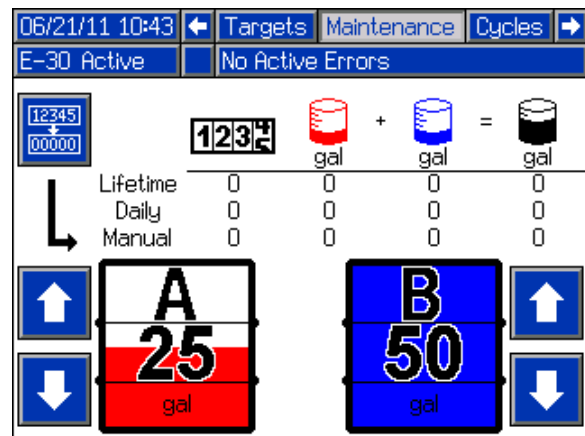 06/21/11 10:43 Targets Maintenance Cycles
E-30 Active No Active Errors
12345
00000
123 + =
gal gal gal
Lifetime 0 0 0 0
Daily 0 0 0 0
Manual 0 0 0 0
A B
25 50
gal gal